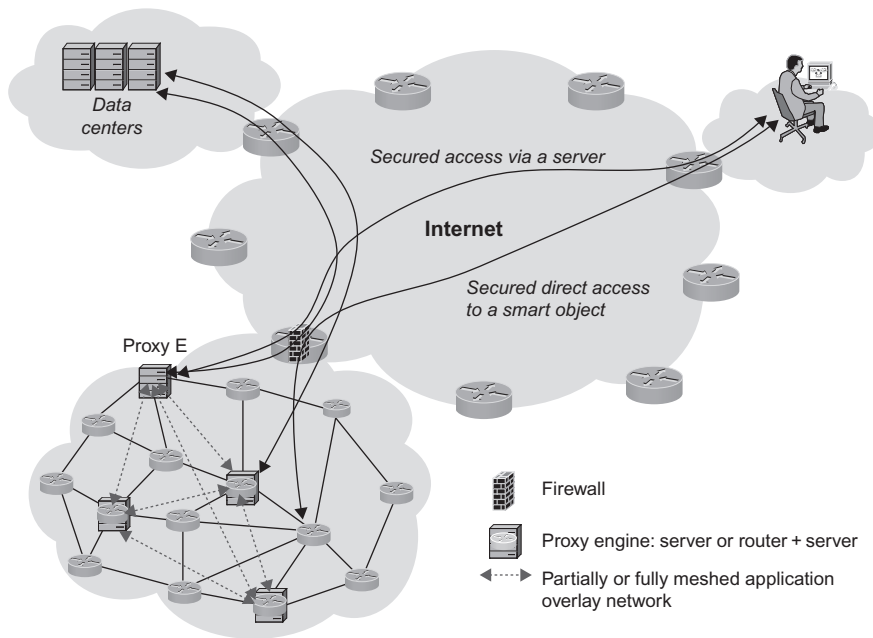 Data
centers
Secured access via a server
Internet
Secured direct access
to a smart object
Proxy E
Firewall
Proxy engine: server or router + server
Partially or fully meshed application
overlay network